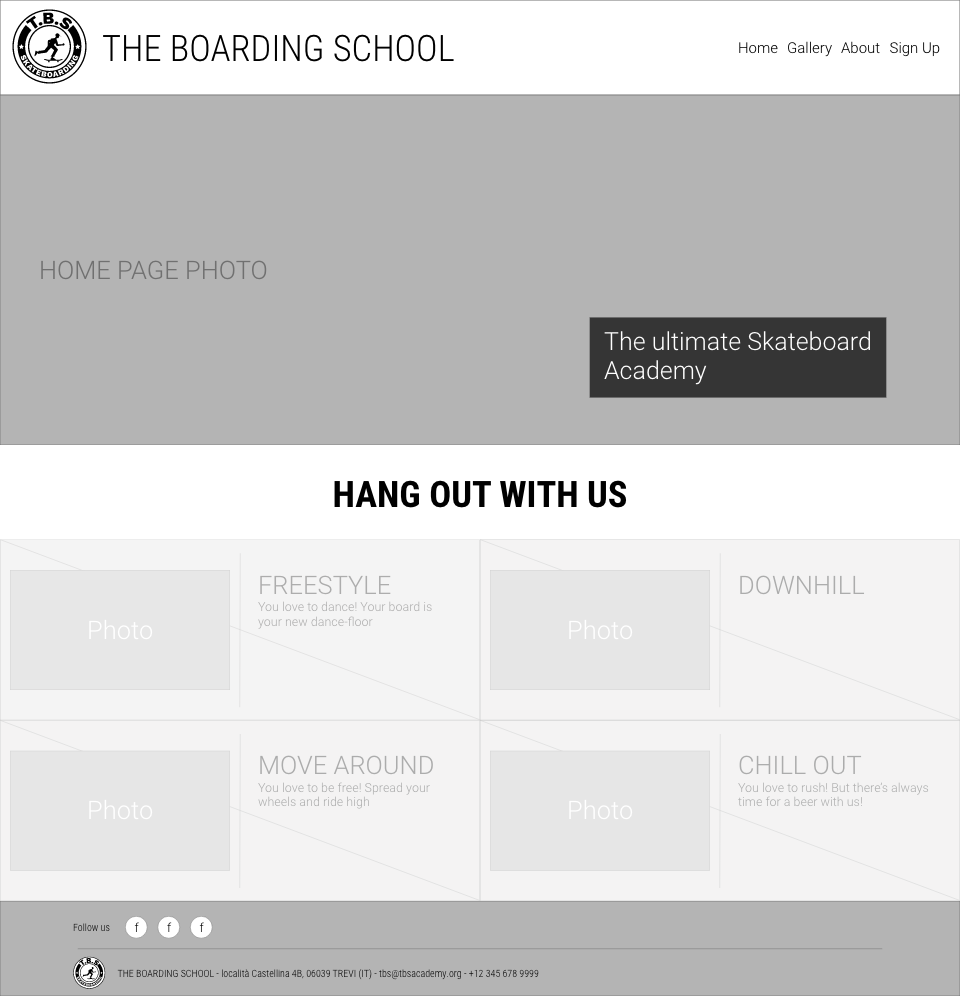 T.B.S
SKATEBOARDING
THE BOARDING SCHOOL
Home Gallery About Sign Up
HOME PAGE PHOTO
The ultimate Skateboard
Academy
HANG OUT WITH US
Photo
FREESTYLE
You love to dance! Your board is
your new dance-floor
Photo
DOWNHILL
Photo
MOVE AROUND
You love to be free! Spread your
wheels and ride high
Photo
CHILL OUT
You love to rush! But there's always
time for a beer with us!
Follow us f f f
T.B.S
SKATEBOARDING
THE BOARDING SCHOOL - località Castellina 4B, 06039 TREVI (IT) - tbs@tbsacademy.org - +12 345 678 9999